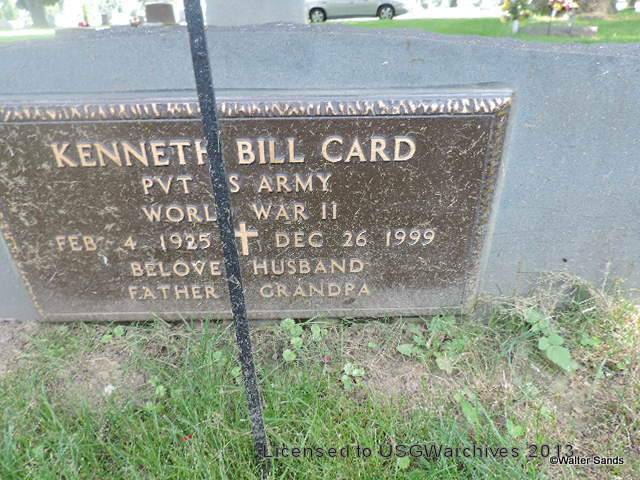 KENNETH BILL CARD
PVT S ARMY
WORL WAR II
FEB 4 1925 DEC 26 1999
BELOVE HUSBAND
FATHER GRANDPA
Licensed to USGWarchives 2013
©Walter Sands